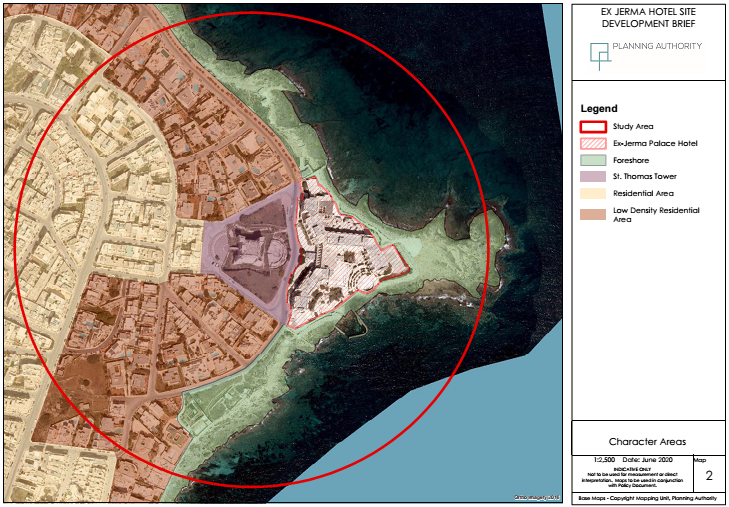 EX JERMA HOTEL SITE
DEVELOPMENT BRIEF
PLANNING AUTHORITY
Legend
Study Area
Ex-Jerma Palace Hotel
Foreshore
St. Thomas Tower
Residential Area
Low Density Residential
Area
Character Areas
1:2,500 Date: June 2020
INDICATIVE ONLY
Not to be used for measurement or direct
interpretation. Maps to be used in conjunction
with Policy Document.
Map
2
Base Maps - Copyright Mapping Unit, Planning Authority